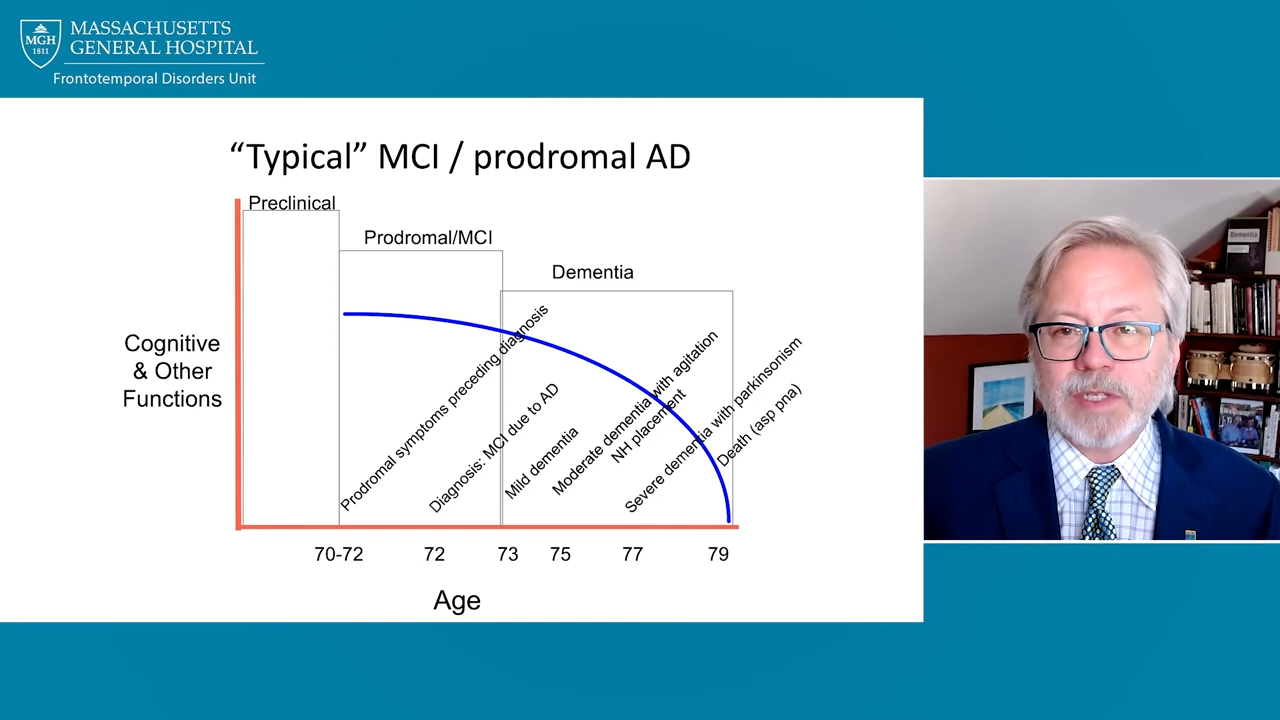 MASSACHUSETTS
GENERAL HOSPITAL
MGH
1811
Frontotemporal Disorders Unit
“Typical” MCI / prodromal AD
Preclinical
Prodromal/MCI
Dementia
Cognitive
& Other
Functions
Prodromal symptoms preceding diagnosis
Diagnosis: MCI due to AD
Mild dementia
Moderate dementia with agitation
NH placement
Severe dementia with parkinsonism
Death (asp pna)
70-72 72 73 75 77 79
Age
Dementia